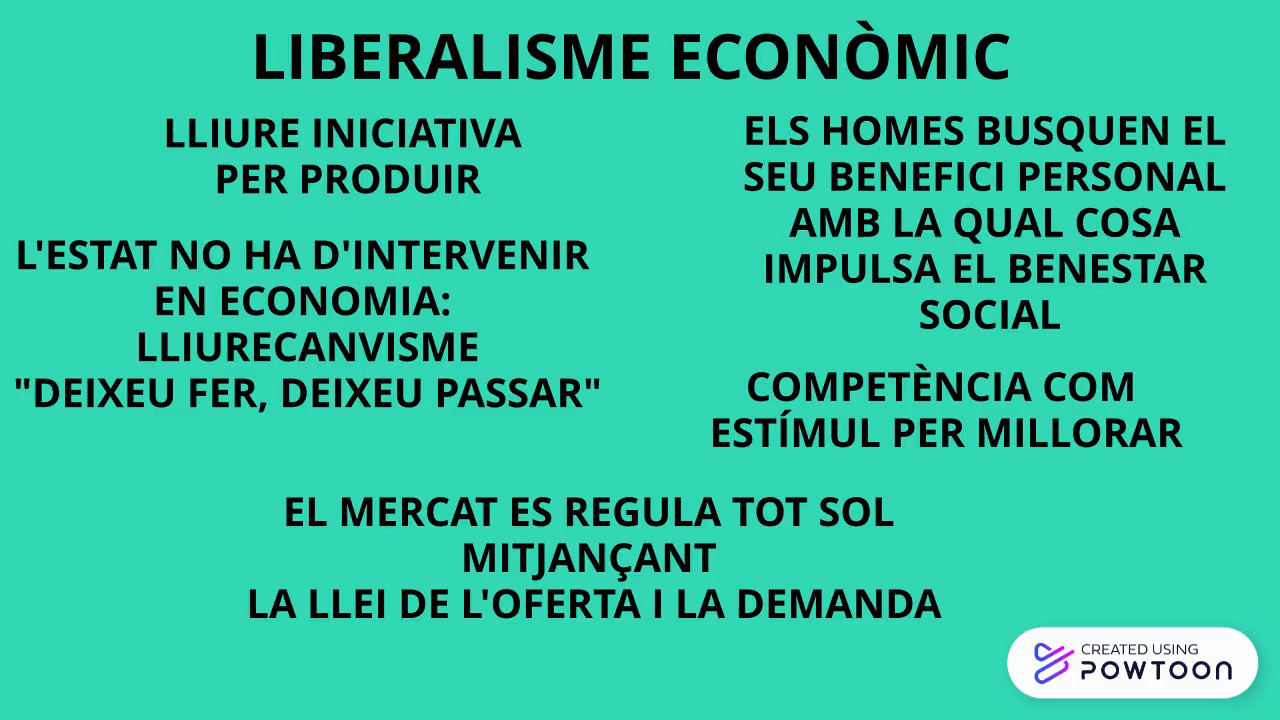 LIBERALISME ECONÒMIC
LLIURE INICIATIVA
PER PRODUIR
L'ESTAT NO HA D'INTERVENIR
EN ECONOMIA:
LLIURECANVISME
"DEIXEU FER, DEIXEU PASSAR"
ELS HOMES BUSQUEN EL
SEU BENEFICI PERSONAL
AMB LA QUAL COSA
IMPULSA EL BENESTAR
SOCIAL
COMPETÈNCIA COM
ESTÍMUL PER MILLORAR
EL MERCAT ES REGULA TOT SOL
MITJANÇANT
LA LLEI DE L'OFERTA I LA DEMANDA
CREATED USING
POWTOON